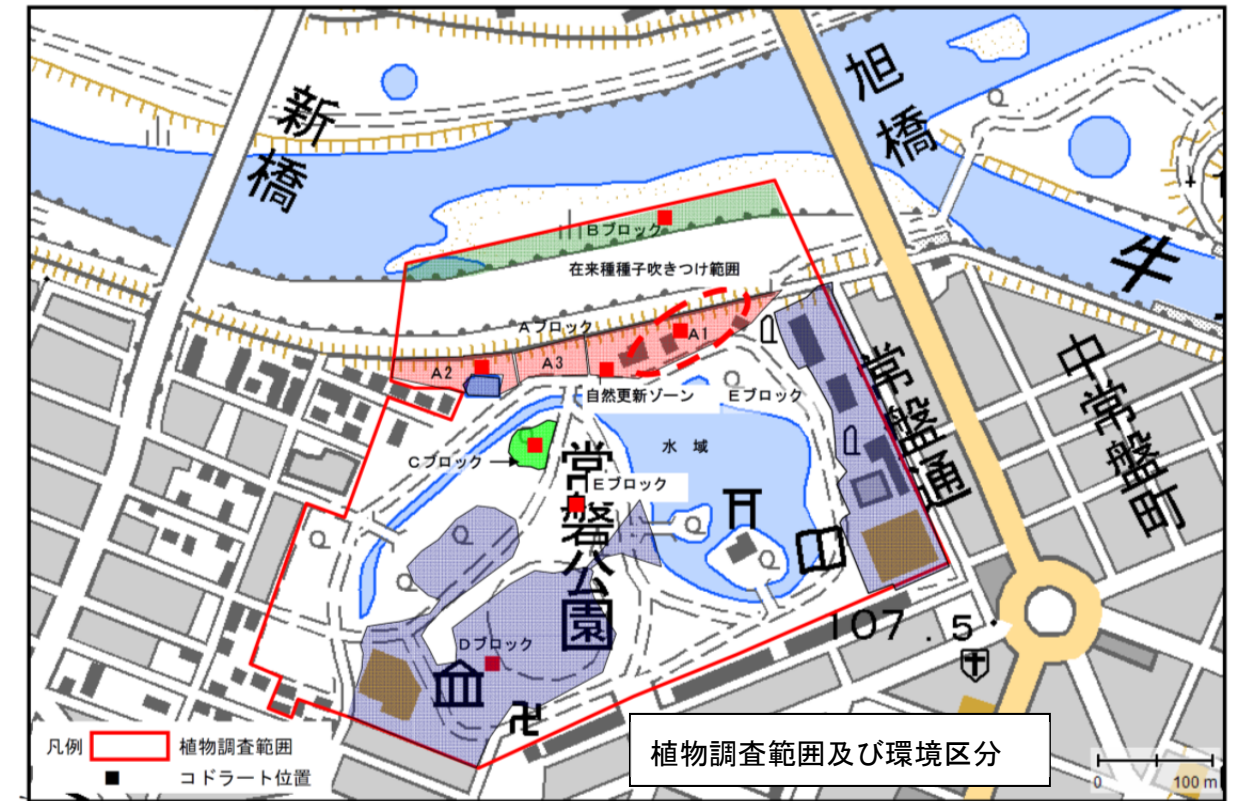 新橋
旭橋
牛
Bブロック
在来種種子吹きつけ範囲
Aブロック
A1
A2
A3
自然更新ゾーン
Eブロック
水域
Cブロック
Eブロック
常磐公園
常盤通
中常盤町
Dブロック
卍
107.5
凡例
植物調査範囲
コドラート位置
植物調査範囲及び環境区分
0
100 m